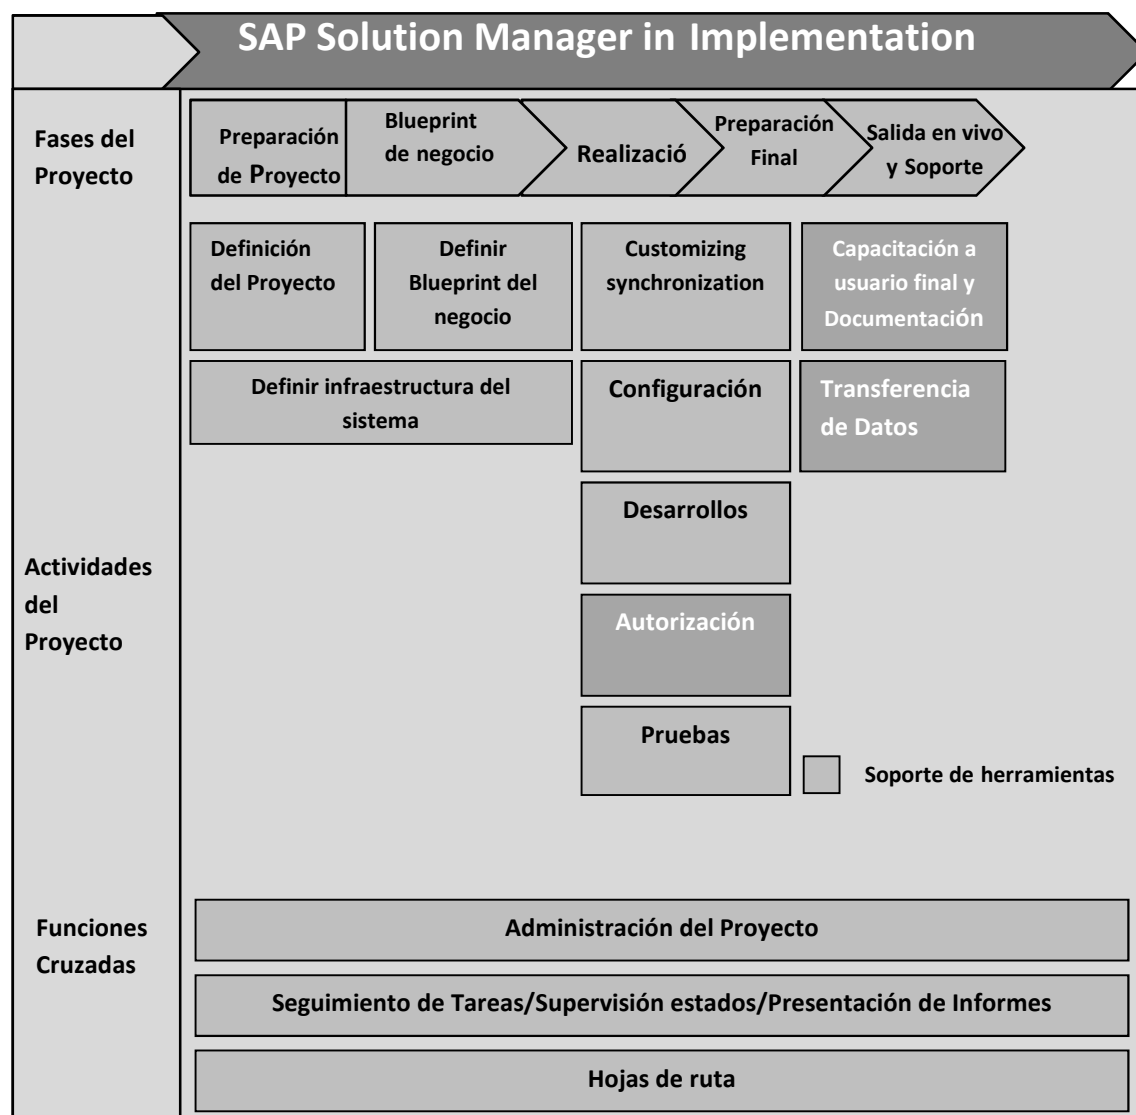 SAP Solution Manager in Implementation
Fases del
Proyecto
Preparación
de Proyecto
Blueprint
de negocio
Realizació
Preparación
Final
Salida en vivo
y Soporte
Definición
del Proyecto
Definir
Blueprint del
negocio
Customizing
synchronization
Capacitación a
usuario final y
Documentación
Definir infraestructura del
sistema
Configuración
Transferencia
de Datos
Desarrollos
Actividades
del
Proyecto
Autorización
Pruebas
Soporte de herramientas
Funciones
Cruzadas
Administración del Proyecto
Seguimiento de Tareas/Supervisión estados/Presentación de Informes
Hojas de ruta